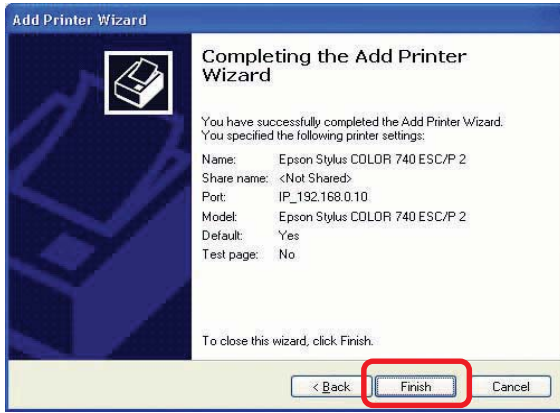 Add Printer Wizard
Completing the Add Printer
Wizard
You have successfully completed the Add Printer Wizard.
You specified the following printer settings:
Name: Epson Stylus COLOR 740 ESC/P 2
Share name: <Not Shared>
Port: IP_192.168.0.10
Model: Epson Stylus COLOR 740 ESC/P 2
Default: Yes
Test page: No
To close this wizard, click Finish.
< Back Finish Cancel